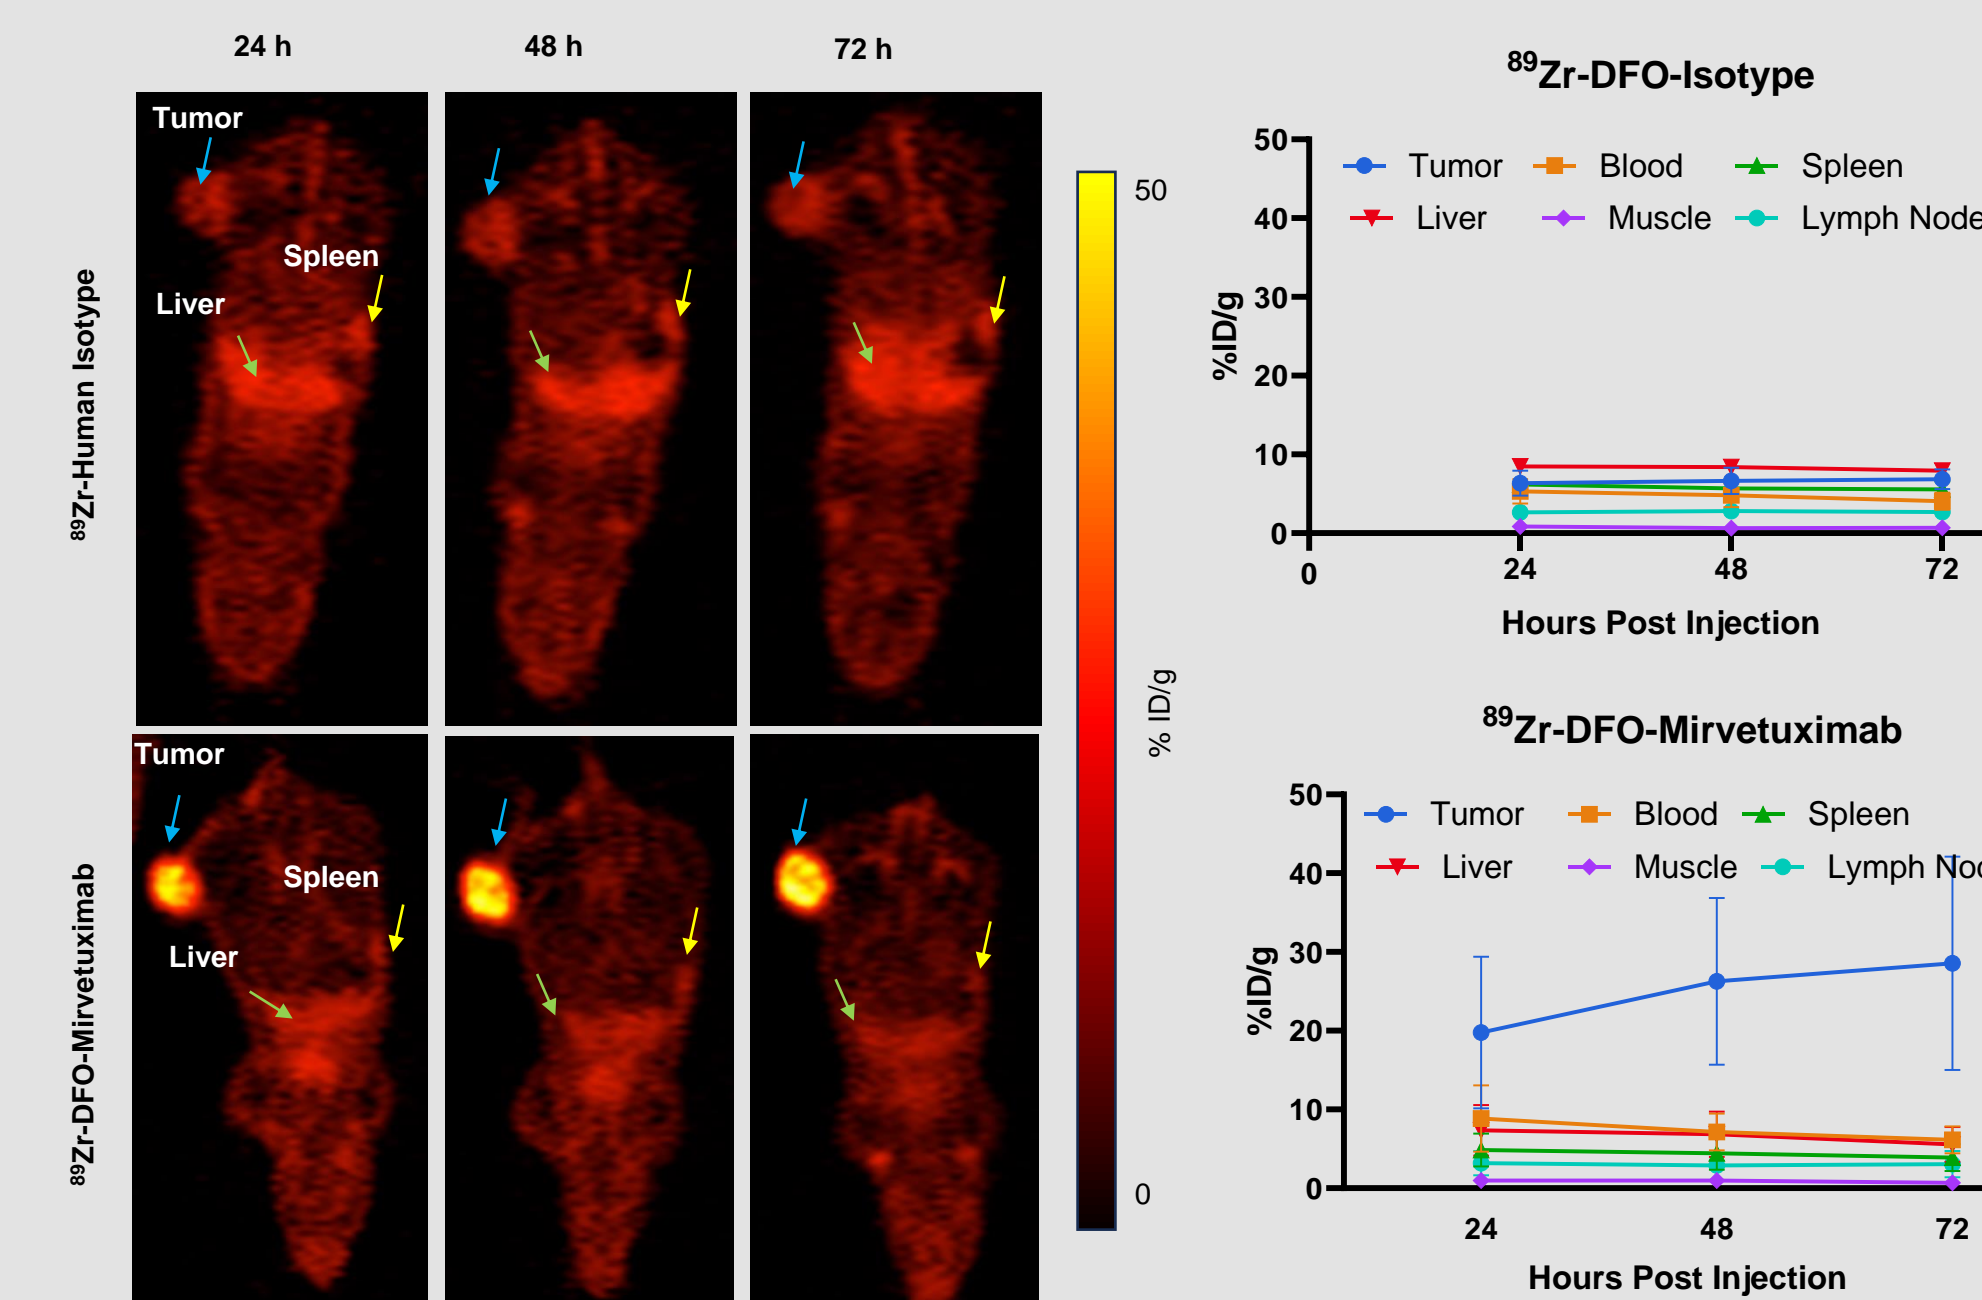 24 h
48 h
72 h
⁸⁹Zr-Human Isotype
Tumor
Spleen
Liver
⁸⁹Zr-DFO-Mirvetuximab
Tumor
Spleen
Liver
50
% ID/g
0
⁸⁹Zr-DFO-Isotype
Tumor Blood Spleen
Liver Muscle Lymph Node
%ID/g
50
40
30
20
10
0
0 24 48 72
Hours Post Injection
⁸⁹Zr-DFO-Mirvetuximab
Tumor Blood Spleen
Liver Muscle Lymph
%ID/g
50
40
30
20
10
0
24 48 72
Hours Post Injection